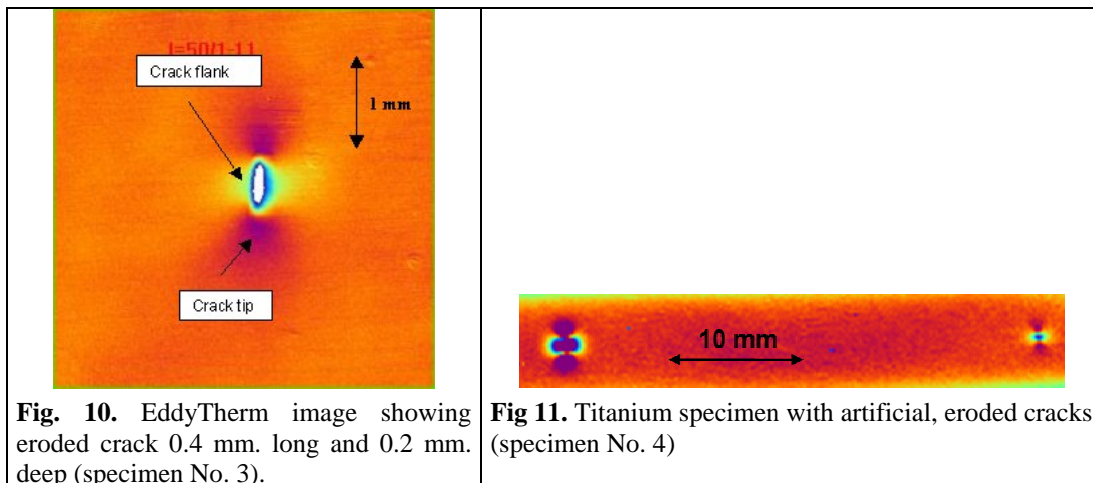 Crack flank
1 mm
Crack tip
Fig. 10. EddyTherm image showing
eroded crack 0.4 mm. long and 0.2 mm.
deep (specimen No. 3).
10 mm
Fig 11. Titanium specimen with artificial, eroded cracks
(specimen No. 4)